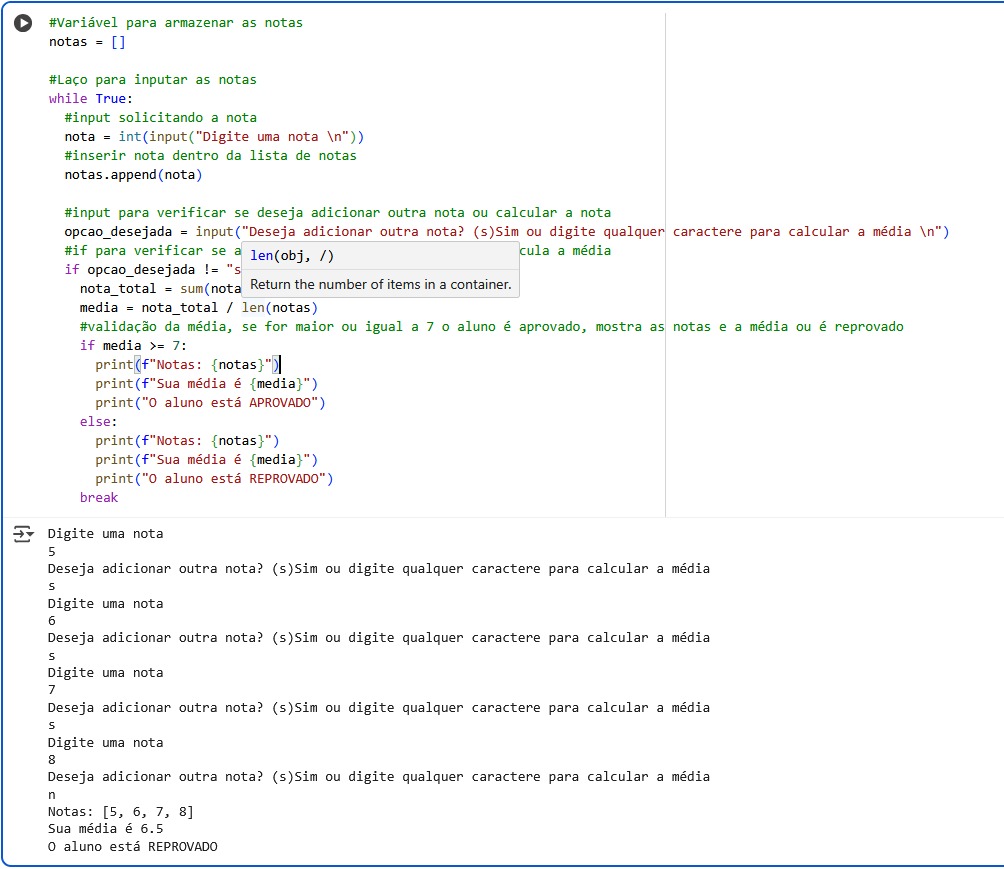 #Variável para armazenar as notas
notas = []
#Laço para inputar as notas
while True:
#input solicitando a nota
nota = int(input("Digite uma nota \n"))
#inserir nota dentro da lista de notas
notas.append(nota)
#input para verificar se deseja adicionar outra nota ou calcular a nota
opcao_desejada = input("Deseja adicionar outra nota? (s)Sim ou digite qualquer caractere para calcular a média \n")
#if para verificar se a cula a média
len(obj, /)
Return the number of items in a container.
if opcao_desejada != "s
nota_total = sum(nota
media = nota_total / len(notas)
#validação da média, se for maior ou igual a 7 o aluno é aprovado, mostra as notas e a média ou é reprovado
if media >= 7:
print(f"Notas: {notas}")
print(f"Sua média é {media}")
print("O aluno está APROVADO")
else:
print(f"Notas: {notas}")
print(f"Sua média é {media}")
print("O aluno está REPROVADO")
break
Digite uma nota
5
Deseja adicionar outra nota? (s)Sim ou digite qualquer caractere para calcular a média
s
Digite uma nota
6
Deseja adicionar outra nota? (s)Sim ou digite qualquer caractere para calcular a média
s
Digite uma nota
7
Deseja adicionar outra nota? (s)Sim ou digite qualquer caractere para calcular a média
s
Digite uma nota
8
Deseja adicionar outra nota? (s)Sim ou digite qualquer caractere para calcular a média
n
Notas: [5, 6, 7, 8]
Sua média é 6.5
O aluno está REPROVADO